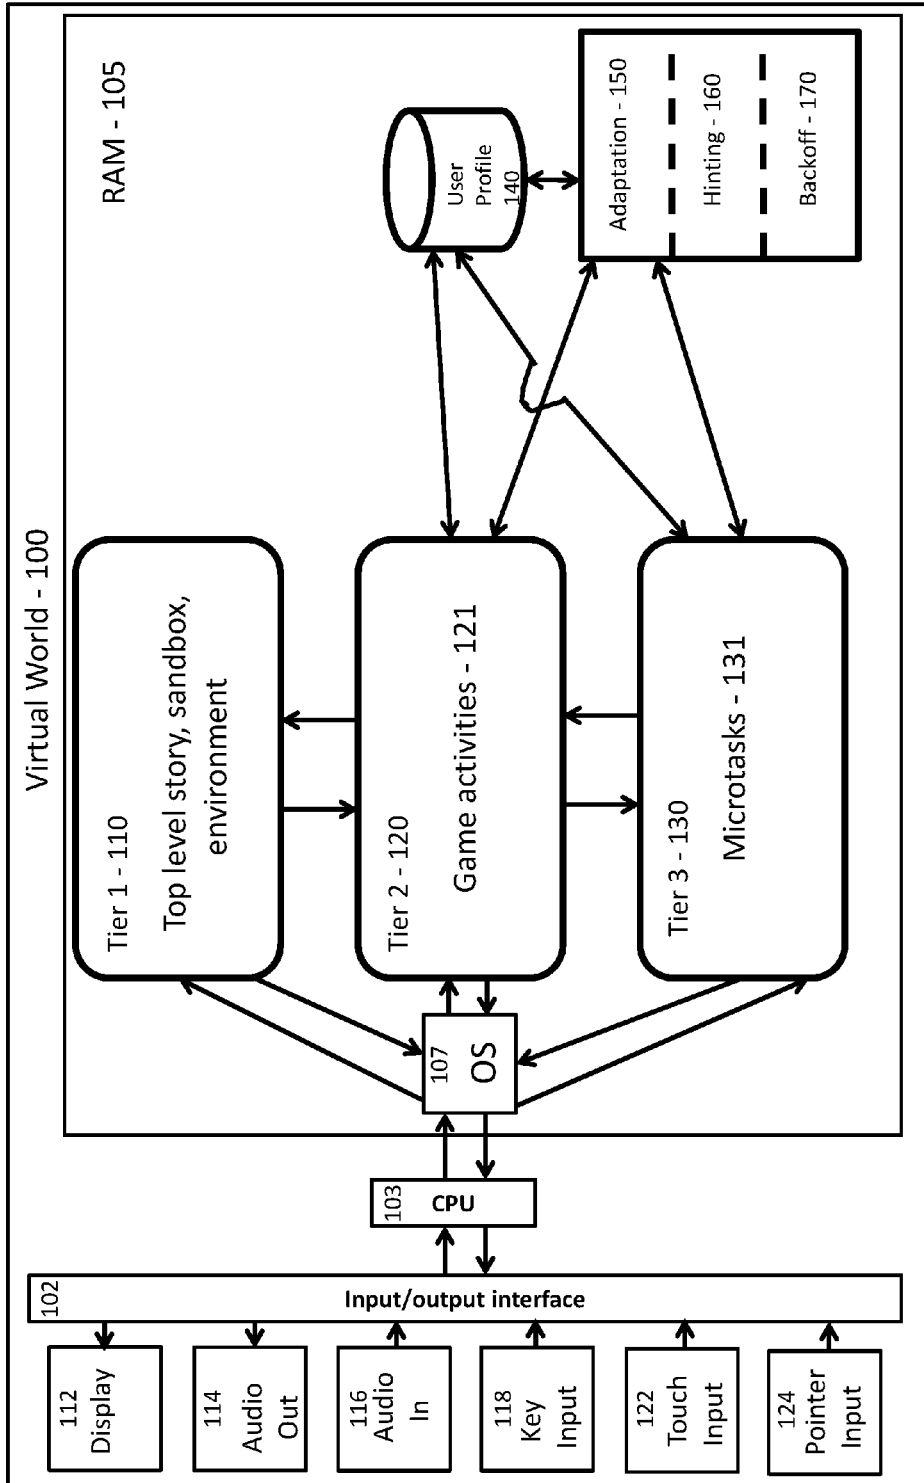 Virtual World - 100
RAM - 105
112
Display
114
Audio
Out
116
Audio
In
118
Key
Input
122
Touch
Input
124
Pointer
Input
102
Input/output interface
103
CPU
107
OS
Tier 1 - 110
Top level story, sandbox,
environment
Tier 2 - 120
Game activities - 121
Tier 3 - 130
Microtasks - 131
User
Profile
140
Adaptation - 150
Hinting - 160
Backoff - 170